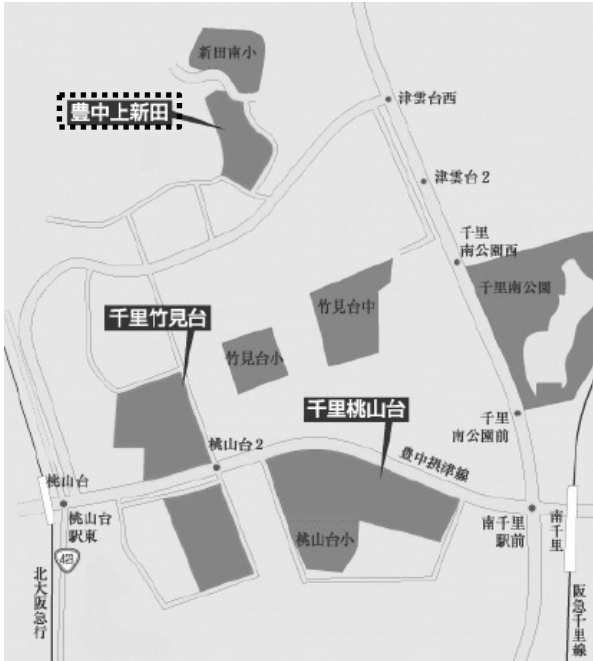 新田南小
豊中上新田
津雲台西
津雲台2
千里
南公園西
千里南公園
竹見台中
千里竹見台
竹見台小
千里桃山台
千里
南公園前
桃山台2
豊中摂津線
桃山台
桃山台
駅東
423
桃山台小
南千里
駅前
南千里
北大阪急行
阪急千里線